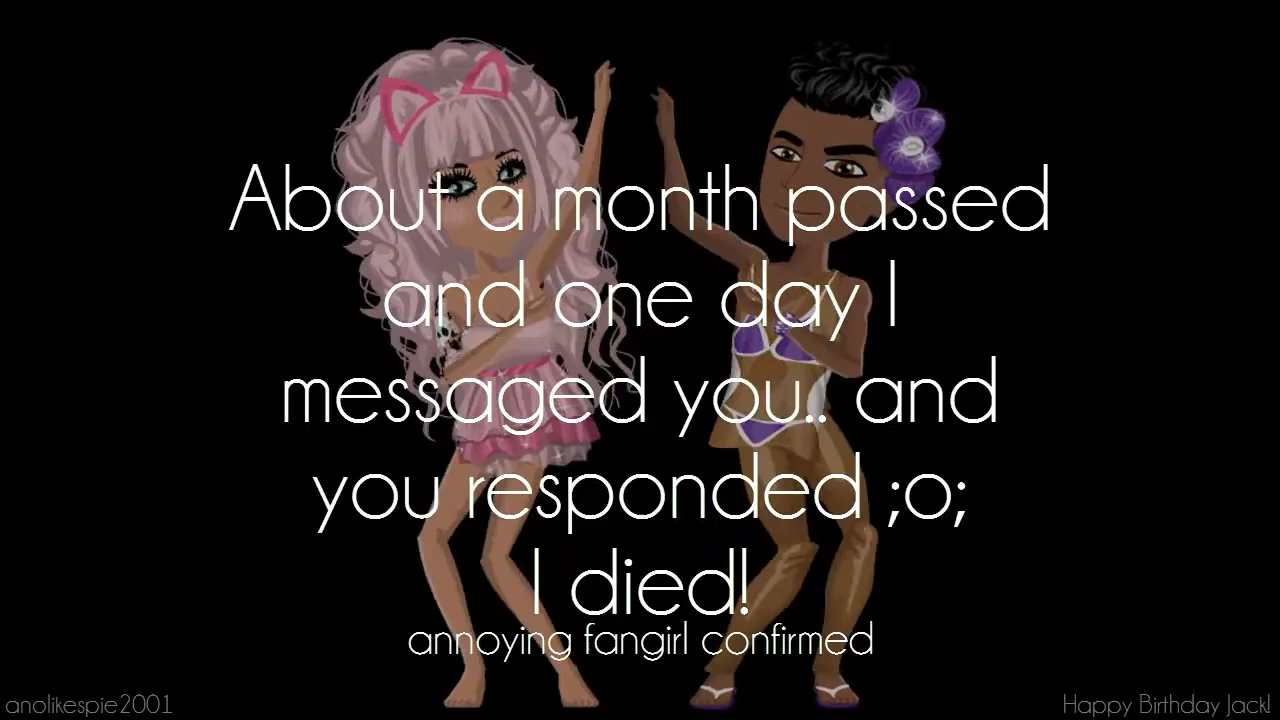 About a month passed
and one day I
messaged you.. and
you responded ;o;
I died!
annoying fangirl confirmed
anolikespie2001
Happy Birthday Jack!